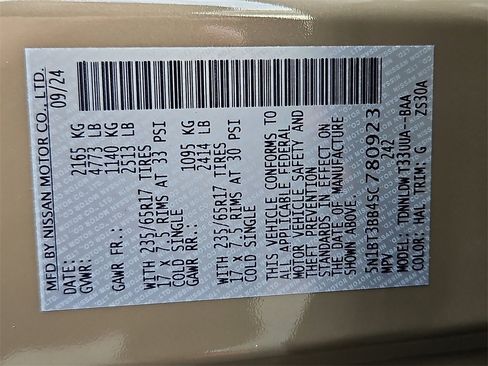 MFD BY NISSAN MOTOR CO., LTD.
DATE: 09/24
GVWR: 2165 KG
4773 LB
GAWR FR.: 1140 KG
2513 LB
WITH 235/65R17 TIRES
17 X 7.5 RIMS AT 33 PSI
COLD SINGLE
GAWR RR.: 1095 KG
2414 LB
WITH 235/65R17 TIRES
17 X 7.5 RIMS AT 30 PSI
COLD SINGLE
THIS VEHICLE CONFORMS TO
ALL APPLICABLE FEDERAL
MOTOR VEHICLE SAFETY AND
THEFT PREVENTION
STANDARDS IN EFFECT ON
THE DATE OF MANUFACTURE
SHOWN ABOVE.
5N1BT3BB4SC780923
MPV 242
MODEL: TDNNLDW T33UUA--BAA
COLOR: HAL TRIM: G ZS30A